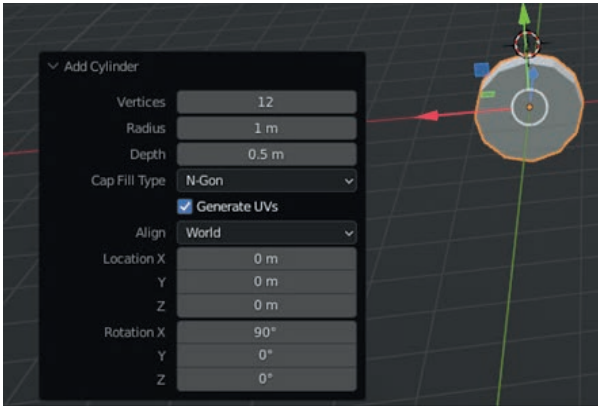 Add Cylinder
Vertices 12
Radius 1 m
Depth 0.5 m
Cap Fill Type N-Gon
Generate UVs
Align World
Location X 0 m
Y 0 m
Z 0 m
Rotation X 90°
Y 0°
Z 0°